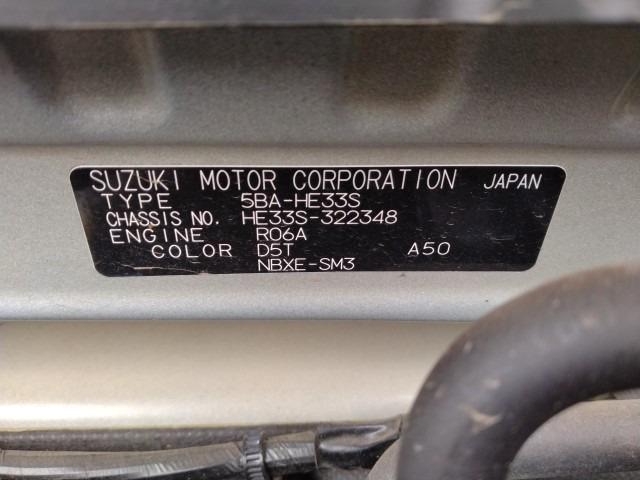 SUZUKI MOTOR CORPORATION JAPAN
TYPE 5BA-HE33S
CHASSIS NO. HE33S-322348
ENGINE R06A
COLOR D5T A50
NBXE-SM3